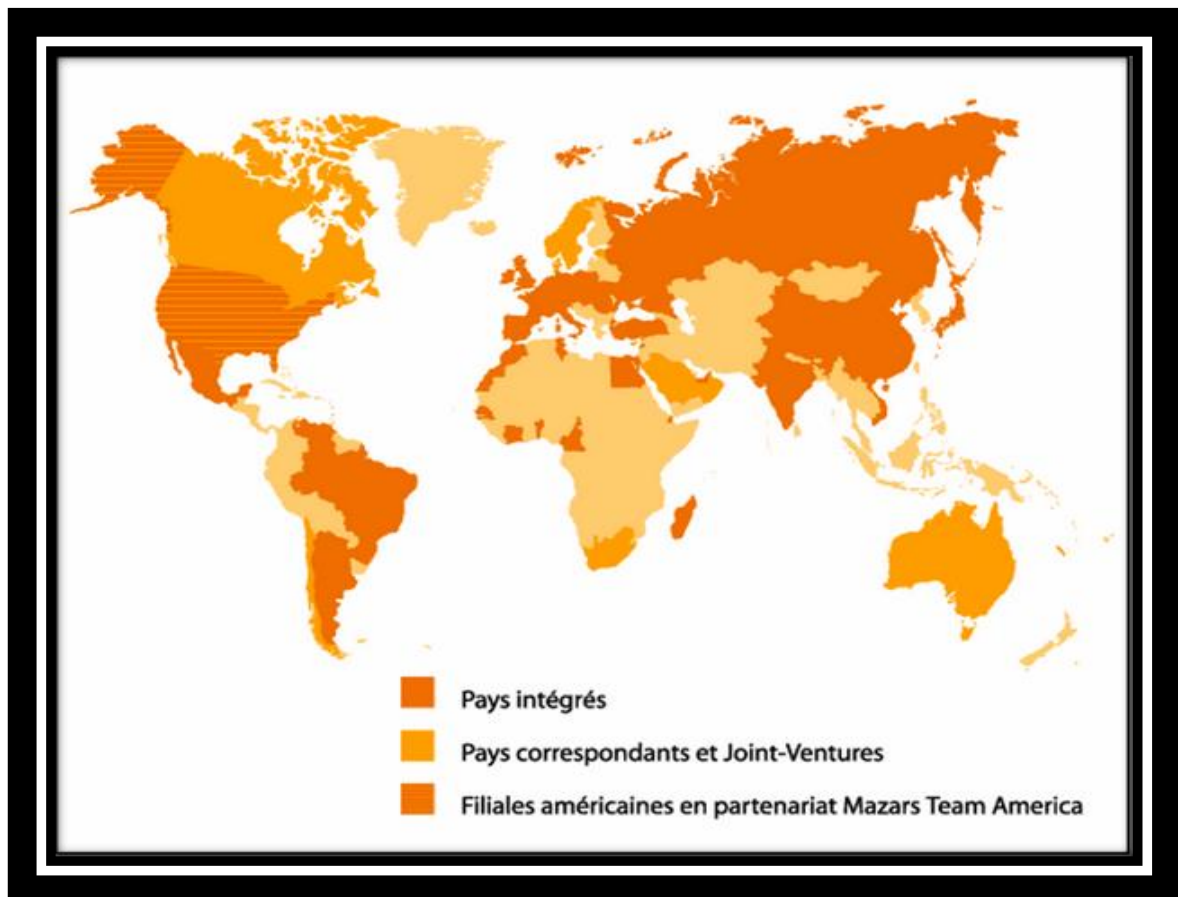 Pays intégrés
Pays correspondants et Joint-Ventures
Filiales américaines en partenariat Mazars Team America